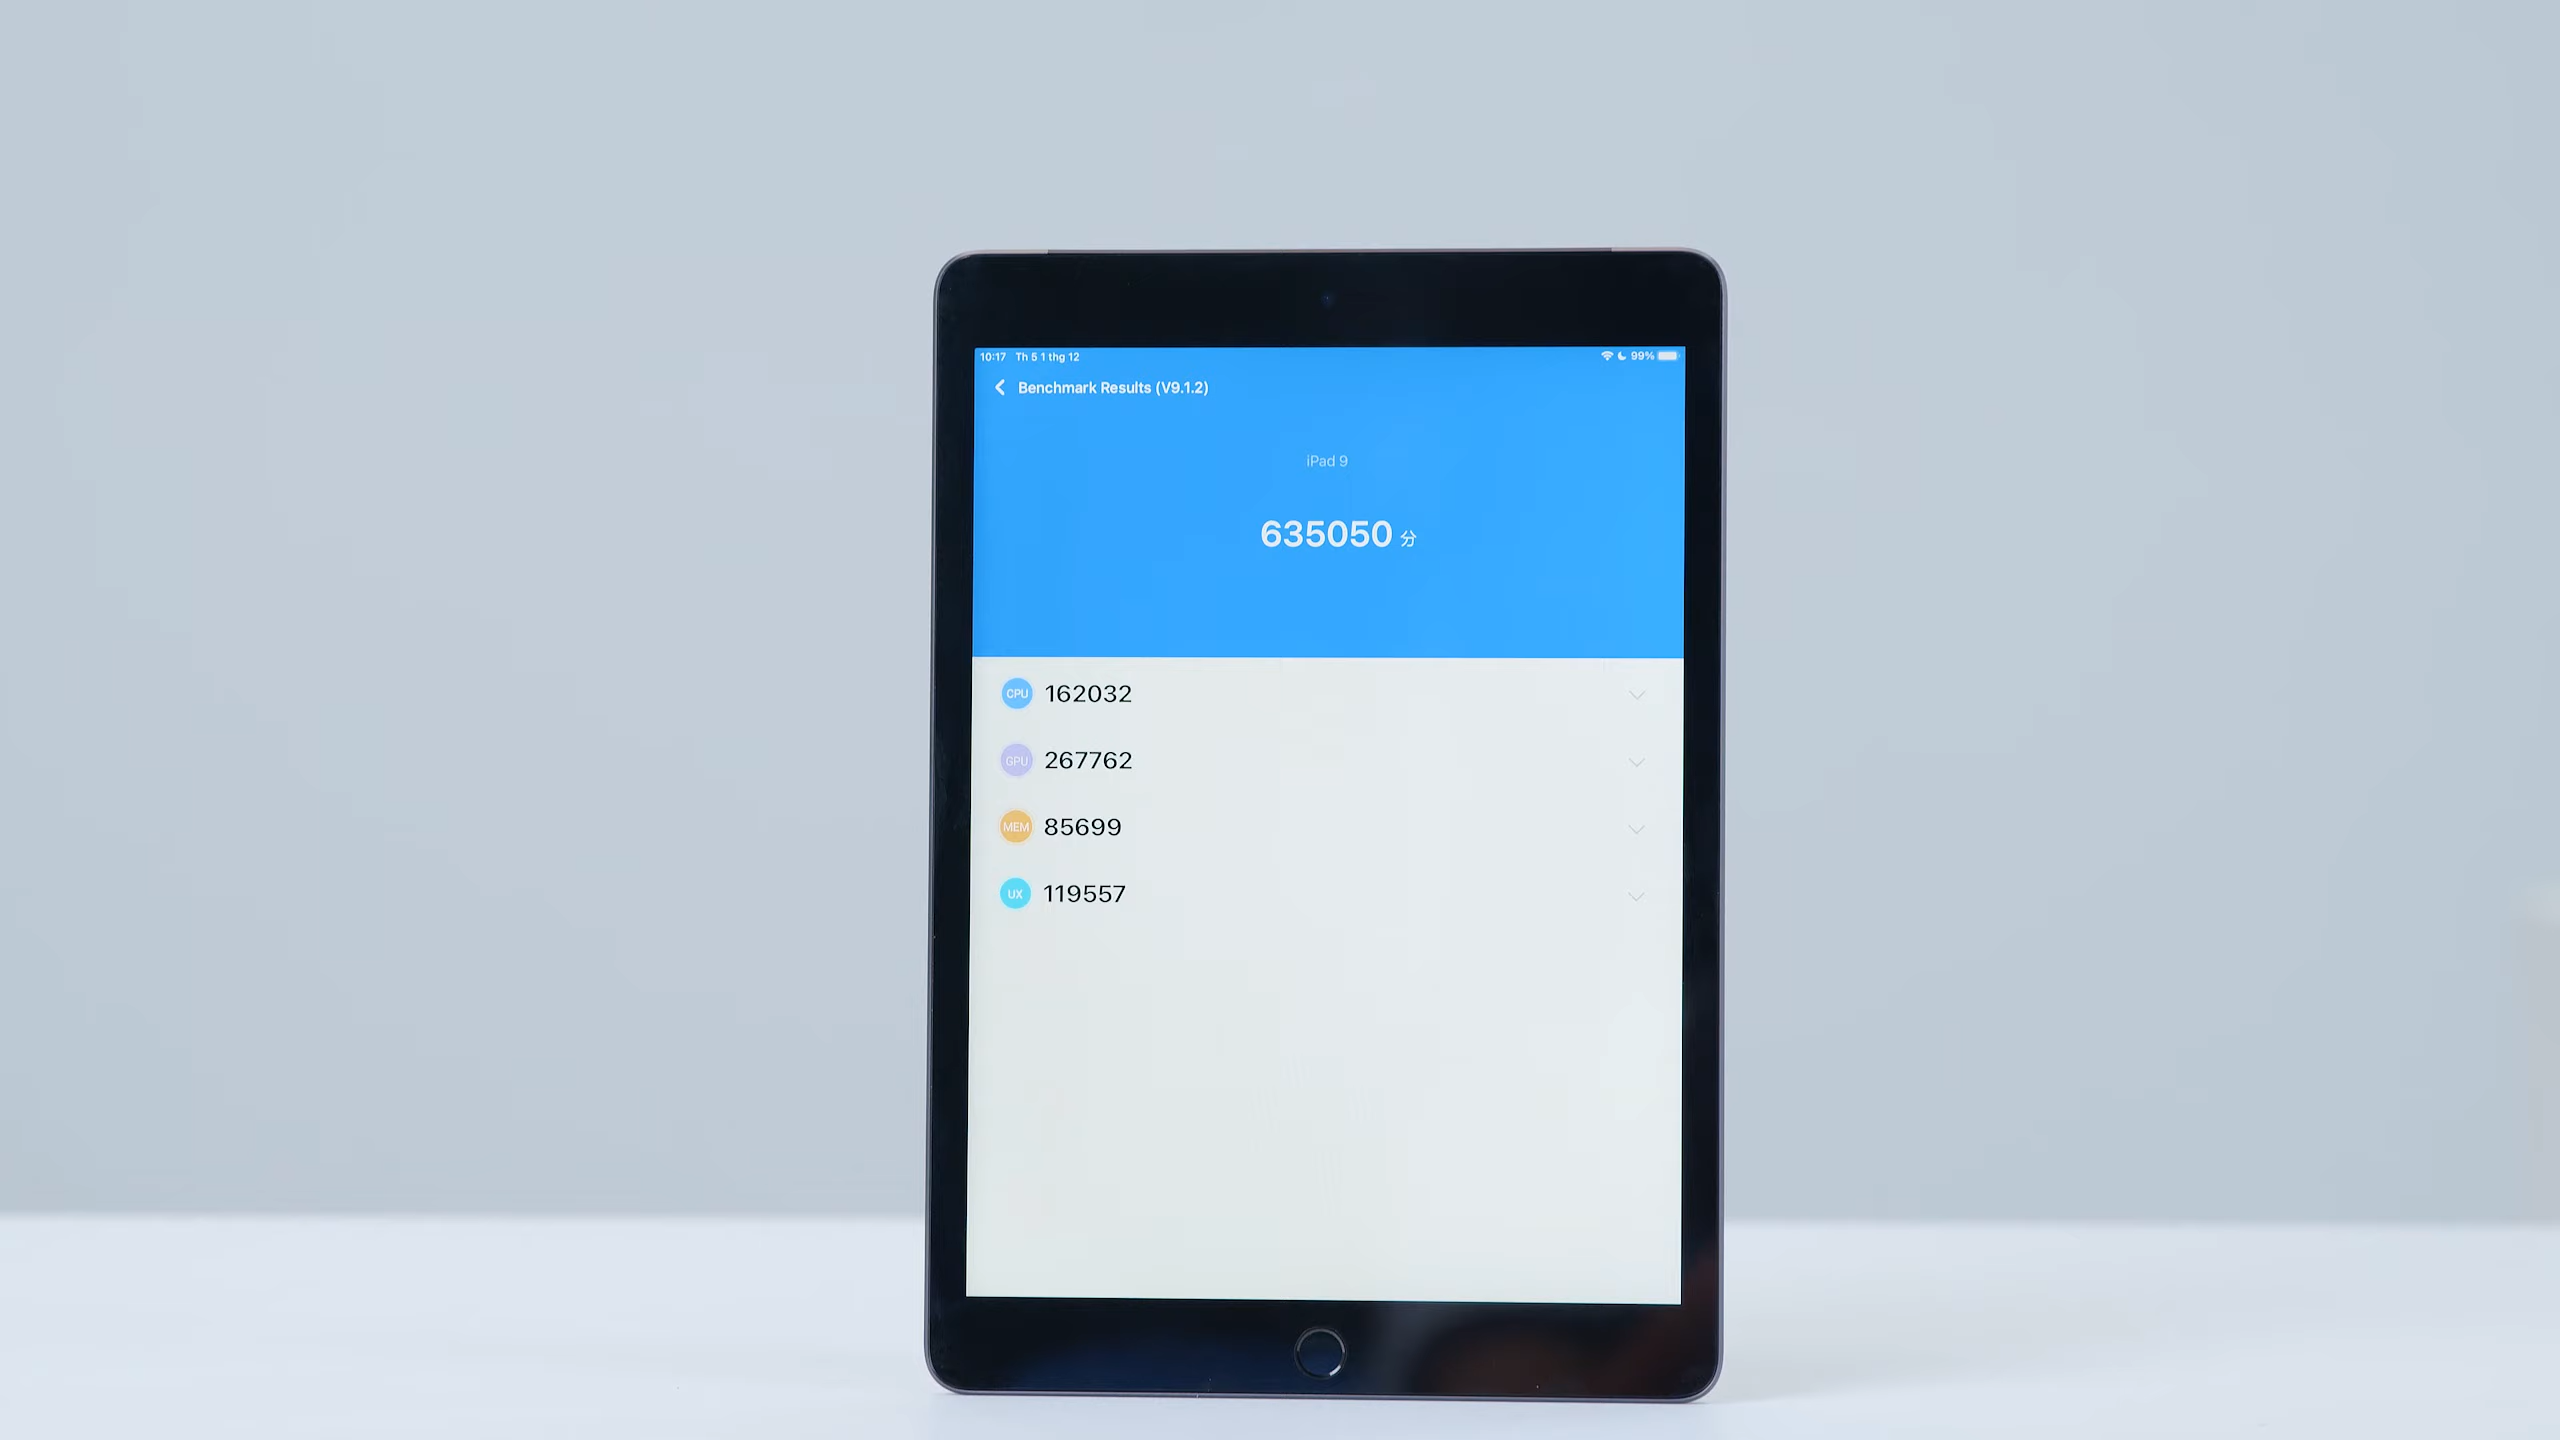 10:17 Th 5 1 thg 12 99%
Benchmark Results (V9.1.2)
iPad 9
635050 分
CPU 162032
GPU 267762
MEM 85699
UX 119557